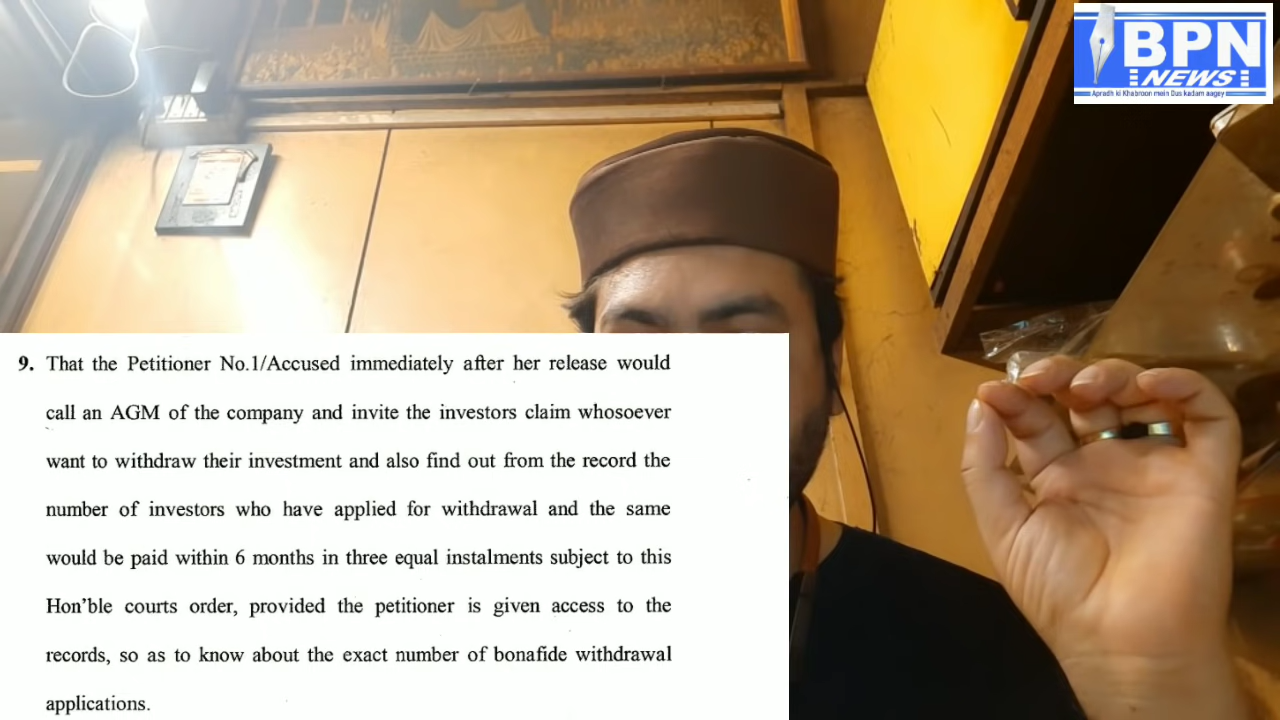 BPN
NEWS
Apradh ki Khabroon mein Dus kadam aagey
9. That the Petitioner No.1/Accused immediately after her release would
call an AGM of the company and invite the investors claim whosoever
want to withdraw their investment and also find out from the record the
number of investors who have applied for withdrawal and the same
would be paid within 6 months in three equal instalments subject to this
Hon'ble courts order, provided the petitioner is given access to the
records, so as to know about the exact number of bonafide withdrawal
applications.